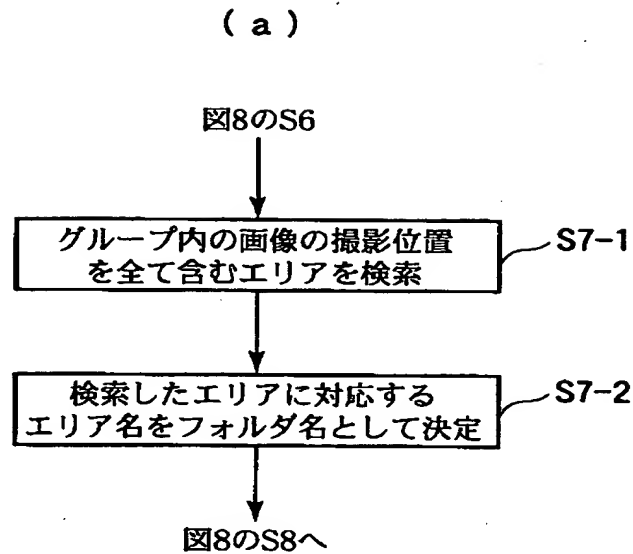 (a)
図8のS6
グループ内の画像の撮影位置
を全て含むエリアを検索
S7-1
検索したエリアに対応する
エリア名をフォルダ名として決定
S7-2
図8のS8へ